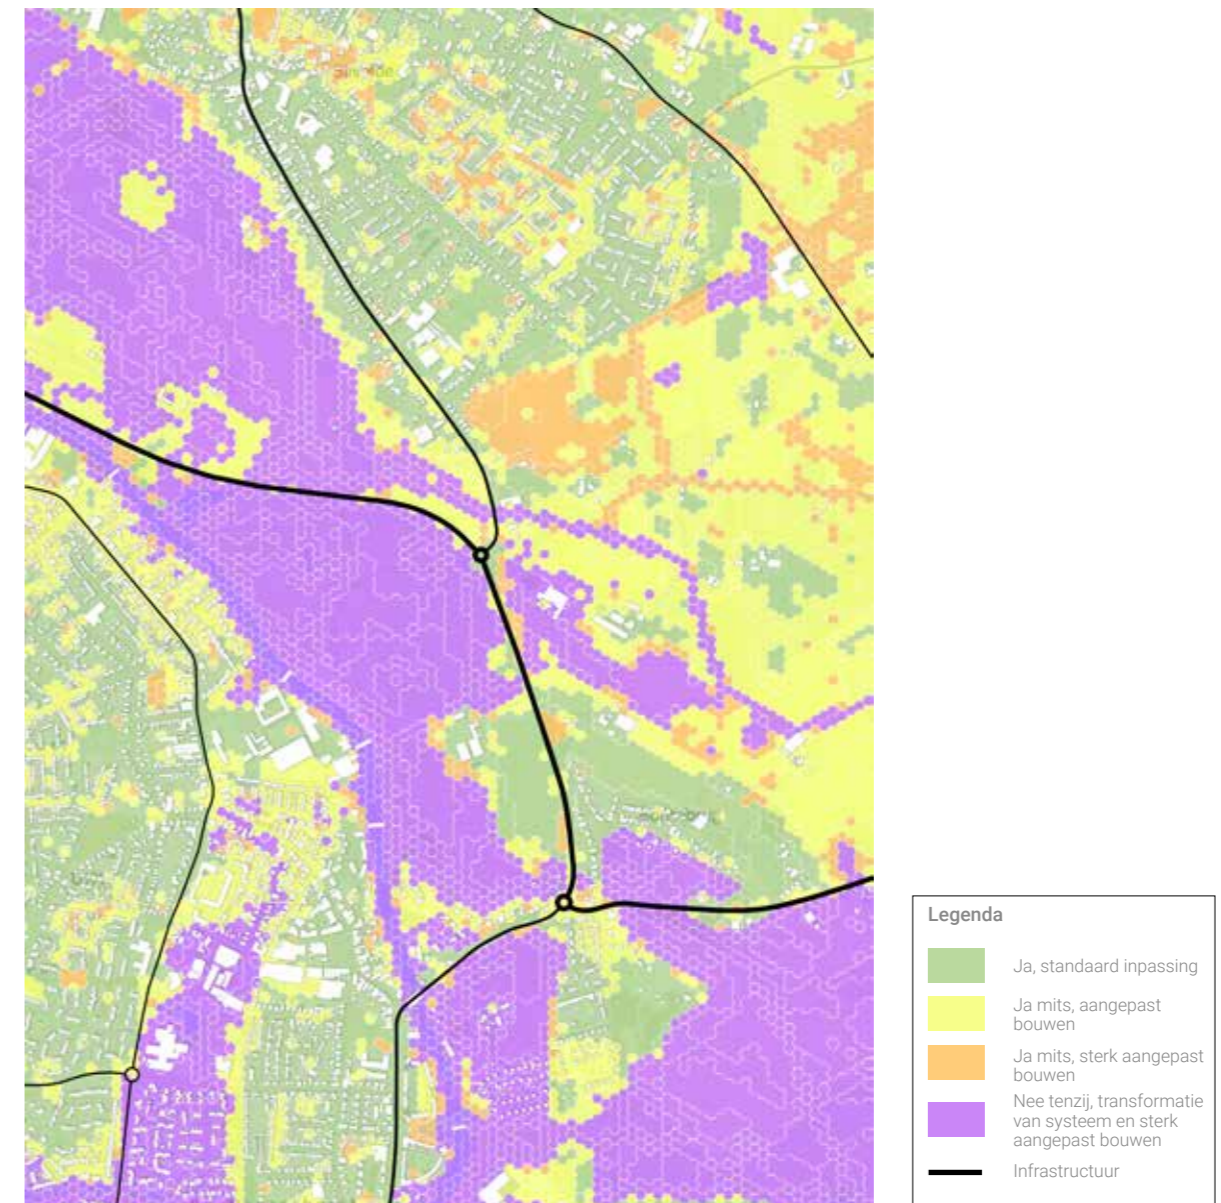 Legenda
Ja, standaard inpassing
Ja mits, aangepast
bouwen
Ja mits, sterk aangepast
bouwen
Nee tenzij, transformatie
van systeem en sterk
aangepast bouwen
Infrastructuur